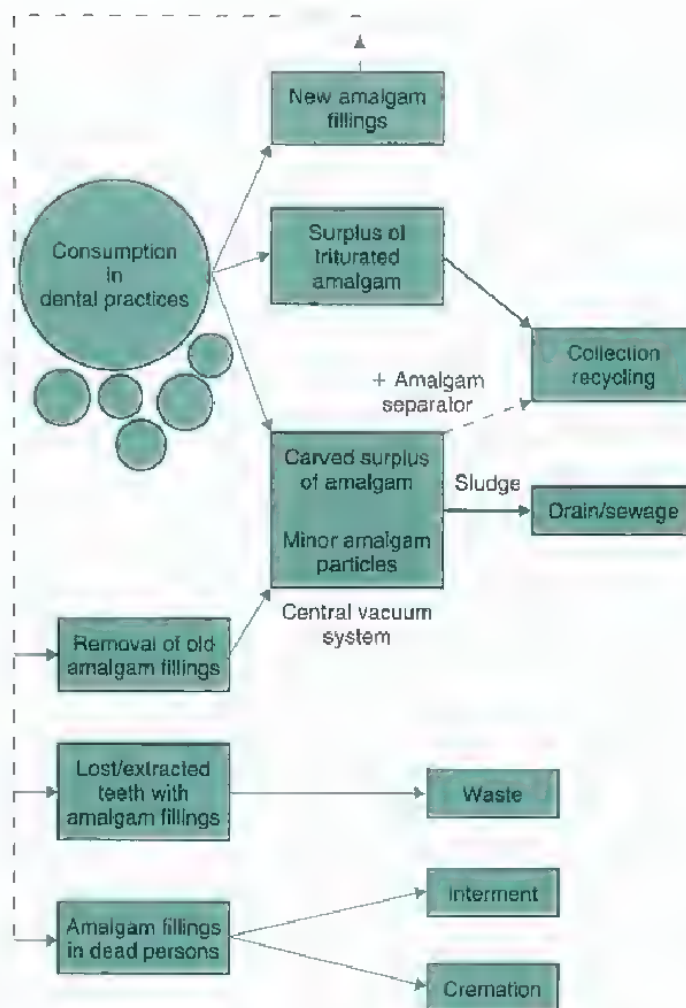 New amalgam
fillings
Consumption
in
dental practices
Surplus of
triturated
amalgam
Collection
recycling
+ Amalgam
separator
Carved surplus
of amalgam
Minor amalgam
particles
Sludge
Drain/sewage
Central vacuum
system
Removal of old
amalgam fillings
Lost/extracted
teeth with
amalgam fillings
Waste
Amalgam fillings
in dead persons
Interment
Cremation